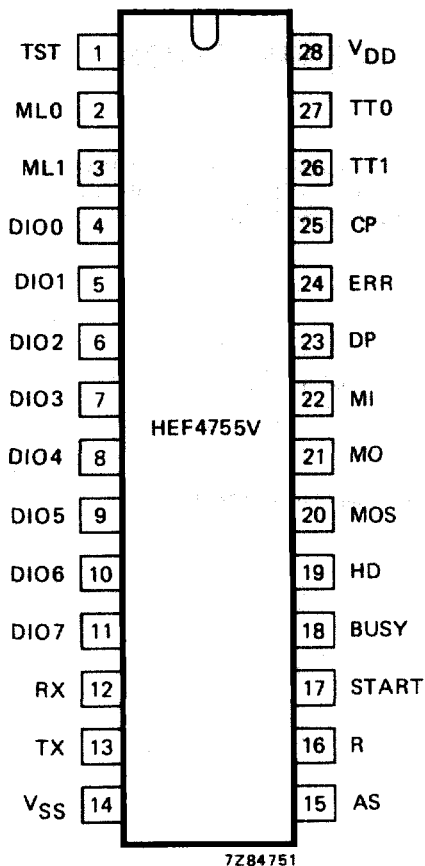 TST 1 28 VDD
ML0 2 27 TT0
ML1 3 26 TT1
DIO0 4 25 CP
DIO1 5 24 ERR
DIO2 6 23 DP
DIO3 7 22 MI
HEF4755V
DIO4 8 21 MO
DIO5 9 20 MOS
DIO6 10 19 HD
DIO7 11 18 BUSY
RX 12 17 START
TX 13 16 R
VSS 14 15 AS
7Z84751